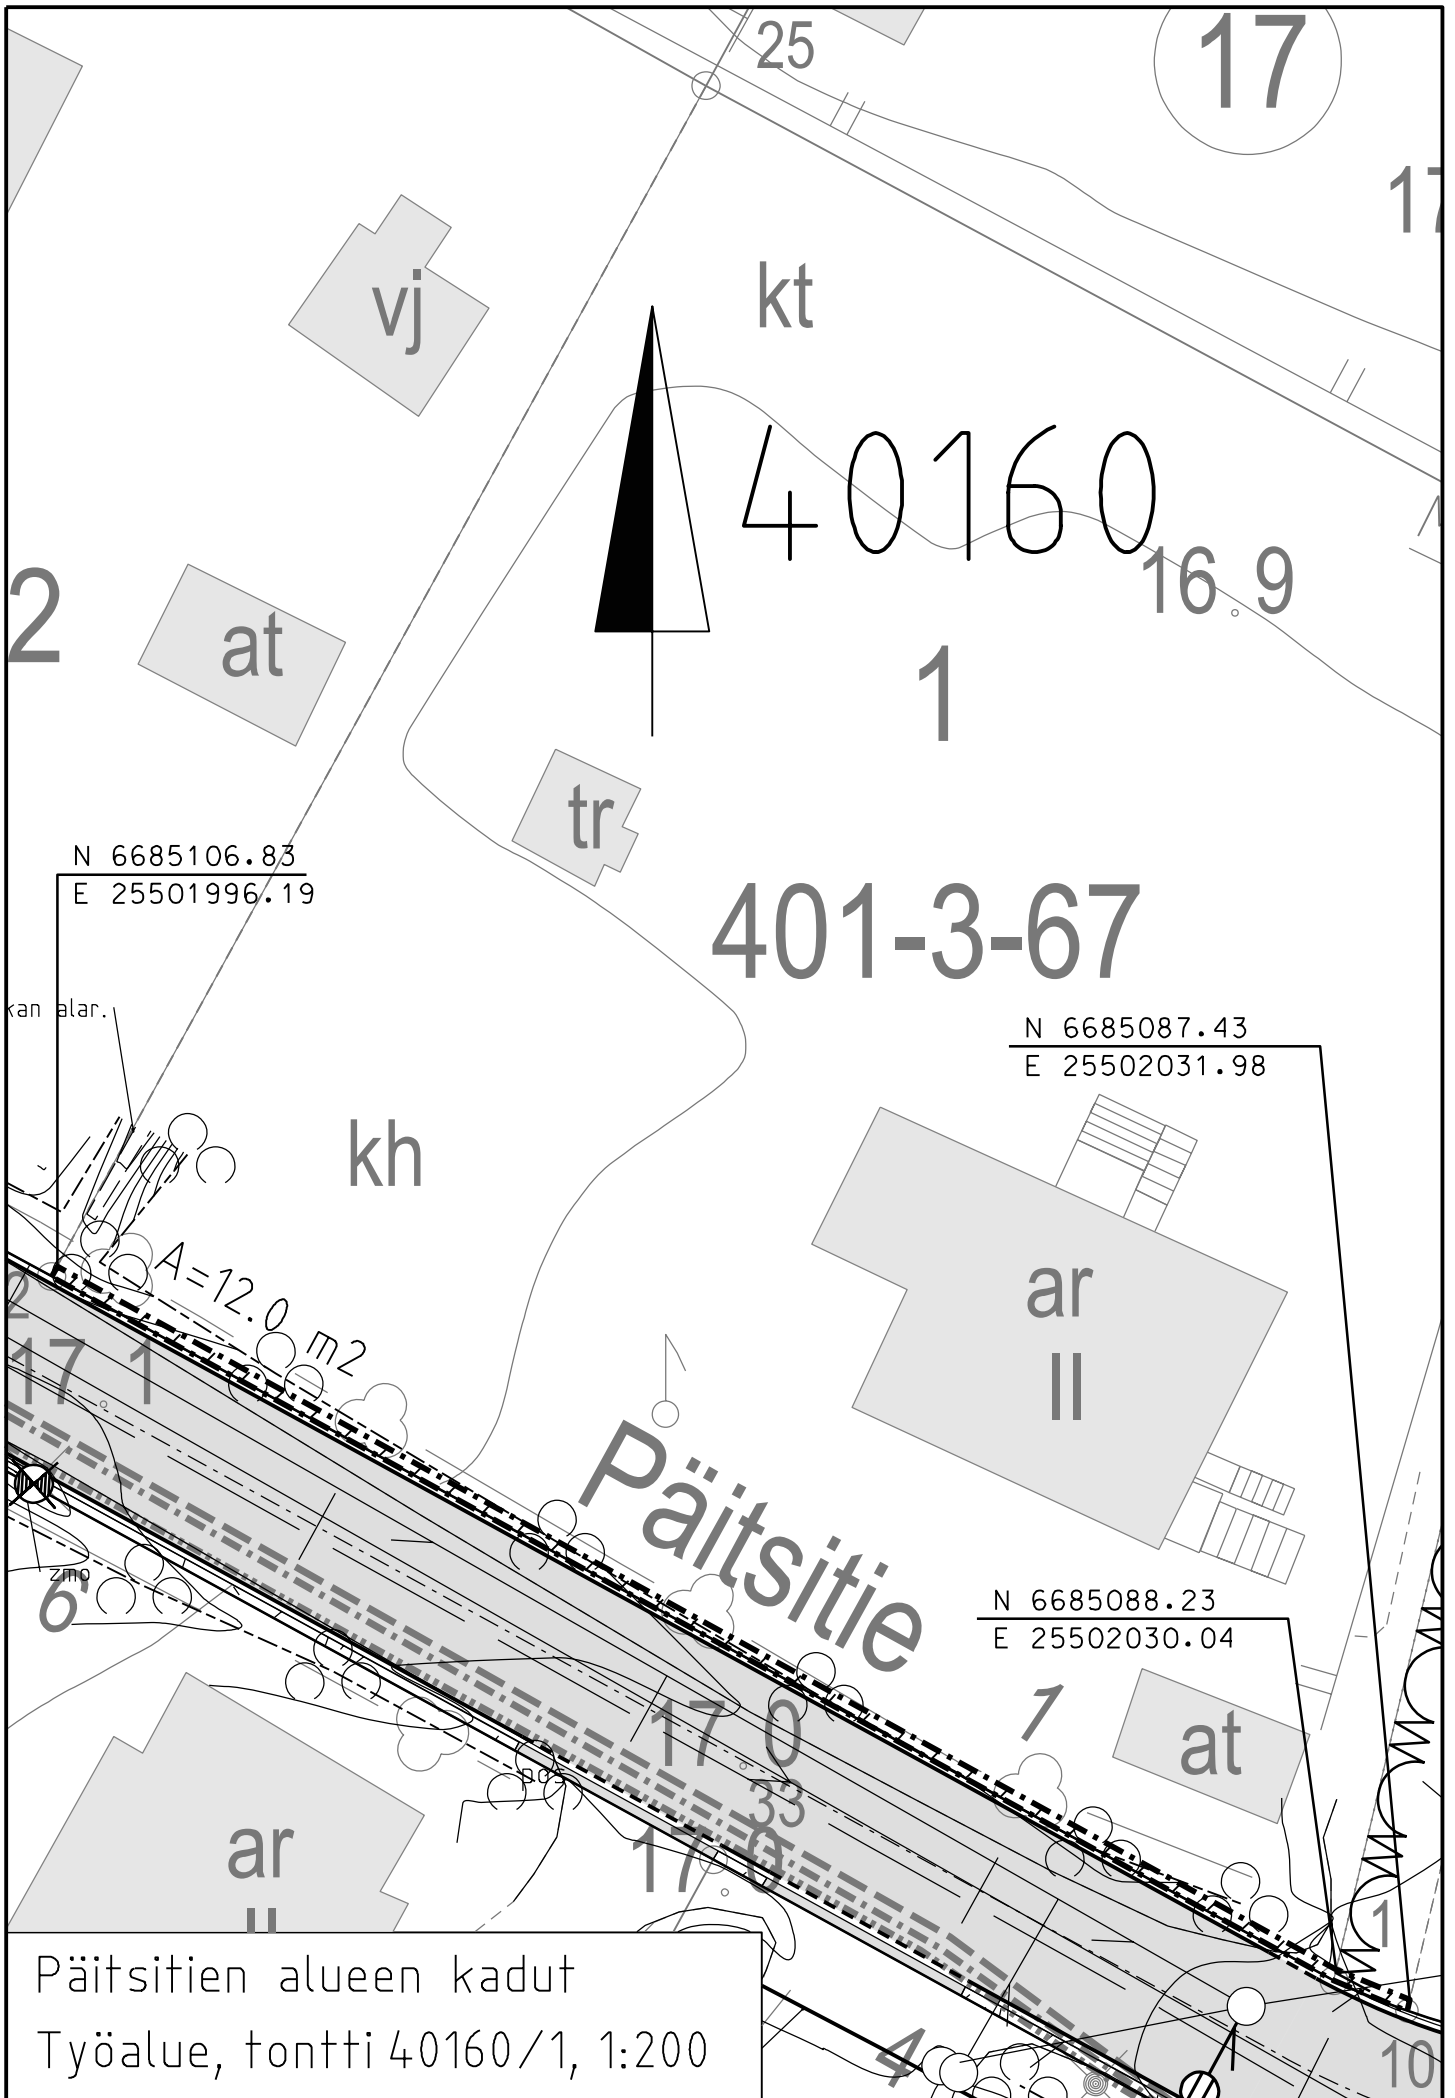 25
17
vj
kt
40160
16.9
2
at
1
tr
N 6685106.83
E 25501996.19
401-3-67
alar.
N 6685087.43
E 25502031.98
kh
A=12.0 m2
ar
II
17.1
Päitsitie
zmo
6
N 6685088.23
E 25502030.04
1
at
17.0
33
pos
17.0
ar
II
1
4
10
Päitsitien alueen kadut
Työalue, tontti 40160/1, 1:200